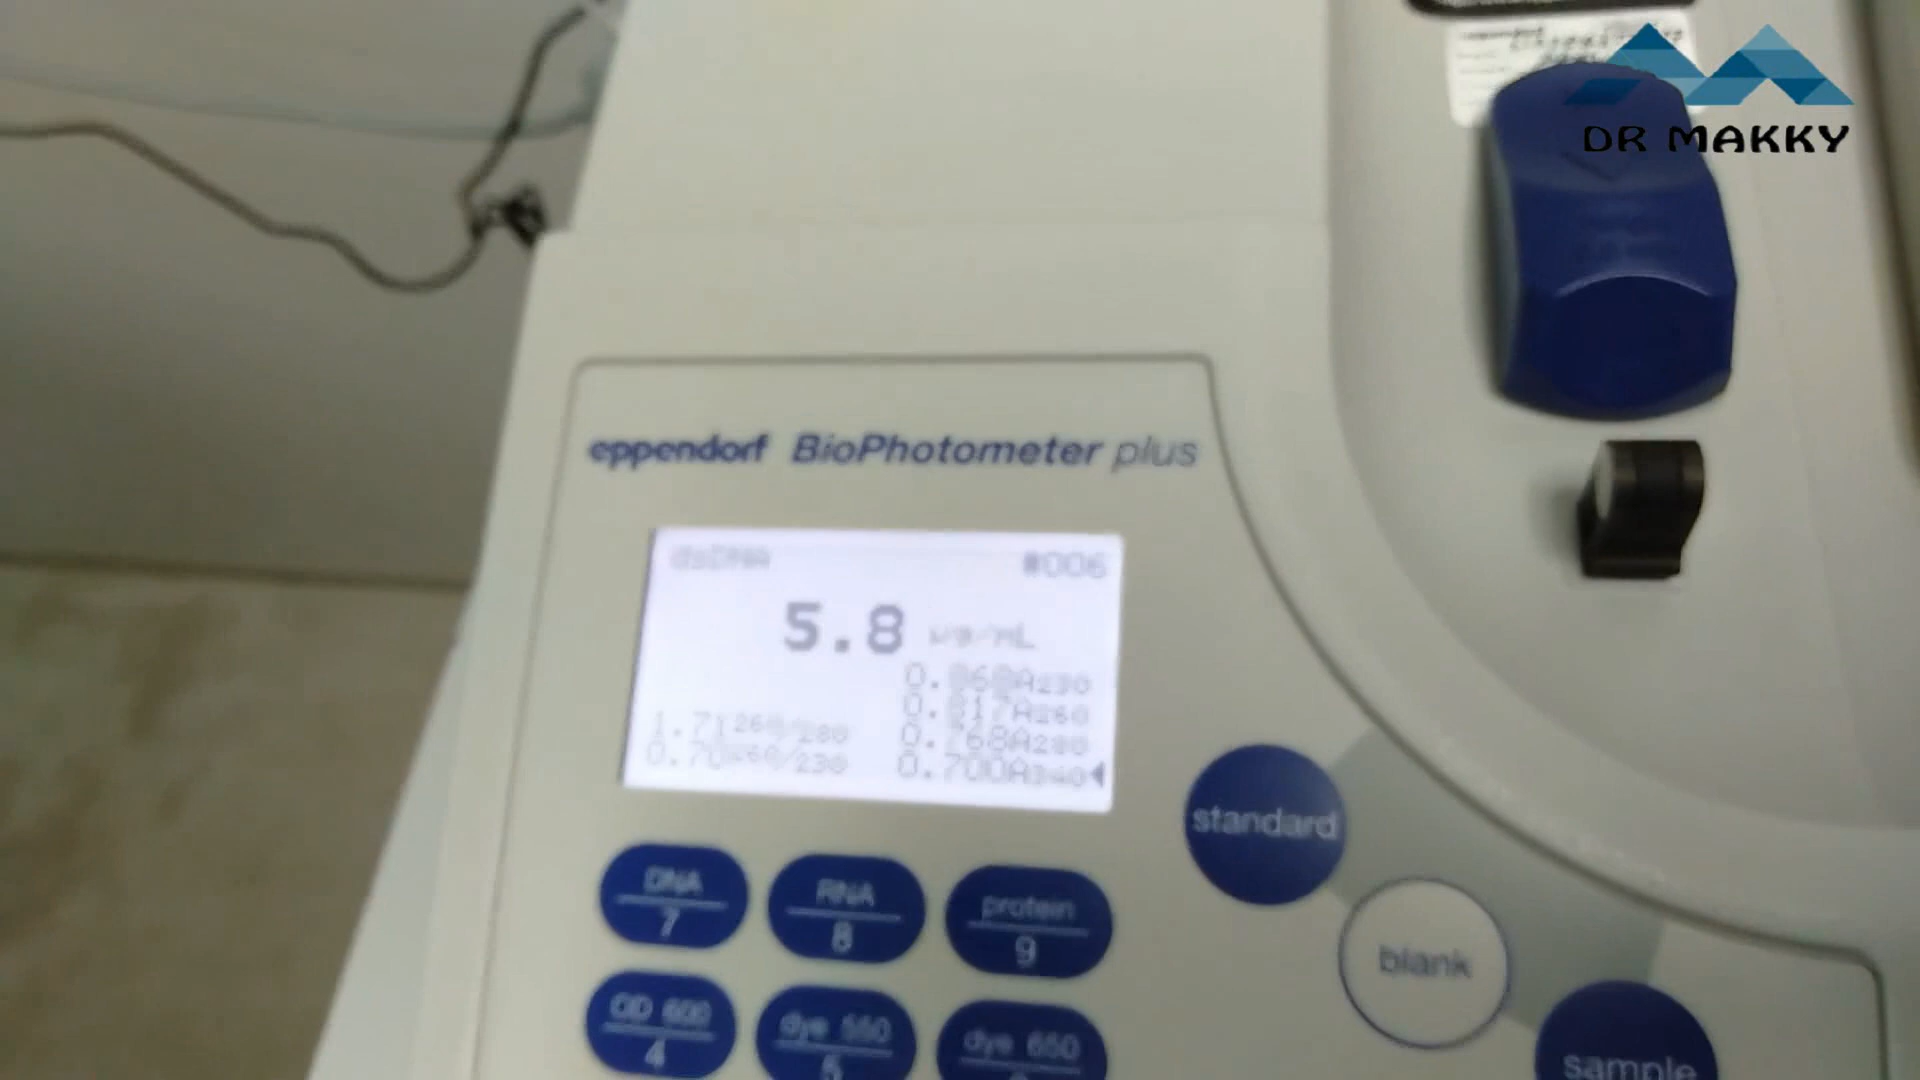 DR MAKKY
eppendorf BioPhotometer plus
dsDNA #006
5.8 µg/mL
0.868A230
0.817A260
1.71 260/280 0.768A280
0.70 260/230 0.700A340
standard
DNA
7
RNA
8
protein
9
blank
OD 600
4
dye 550
5
dye 650
sample